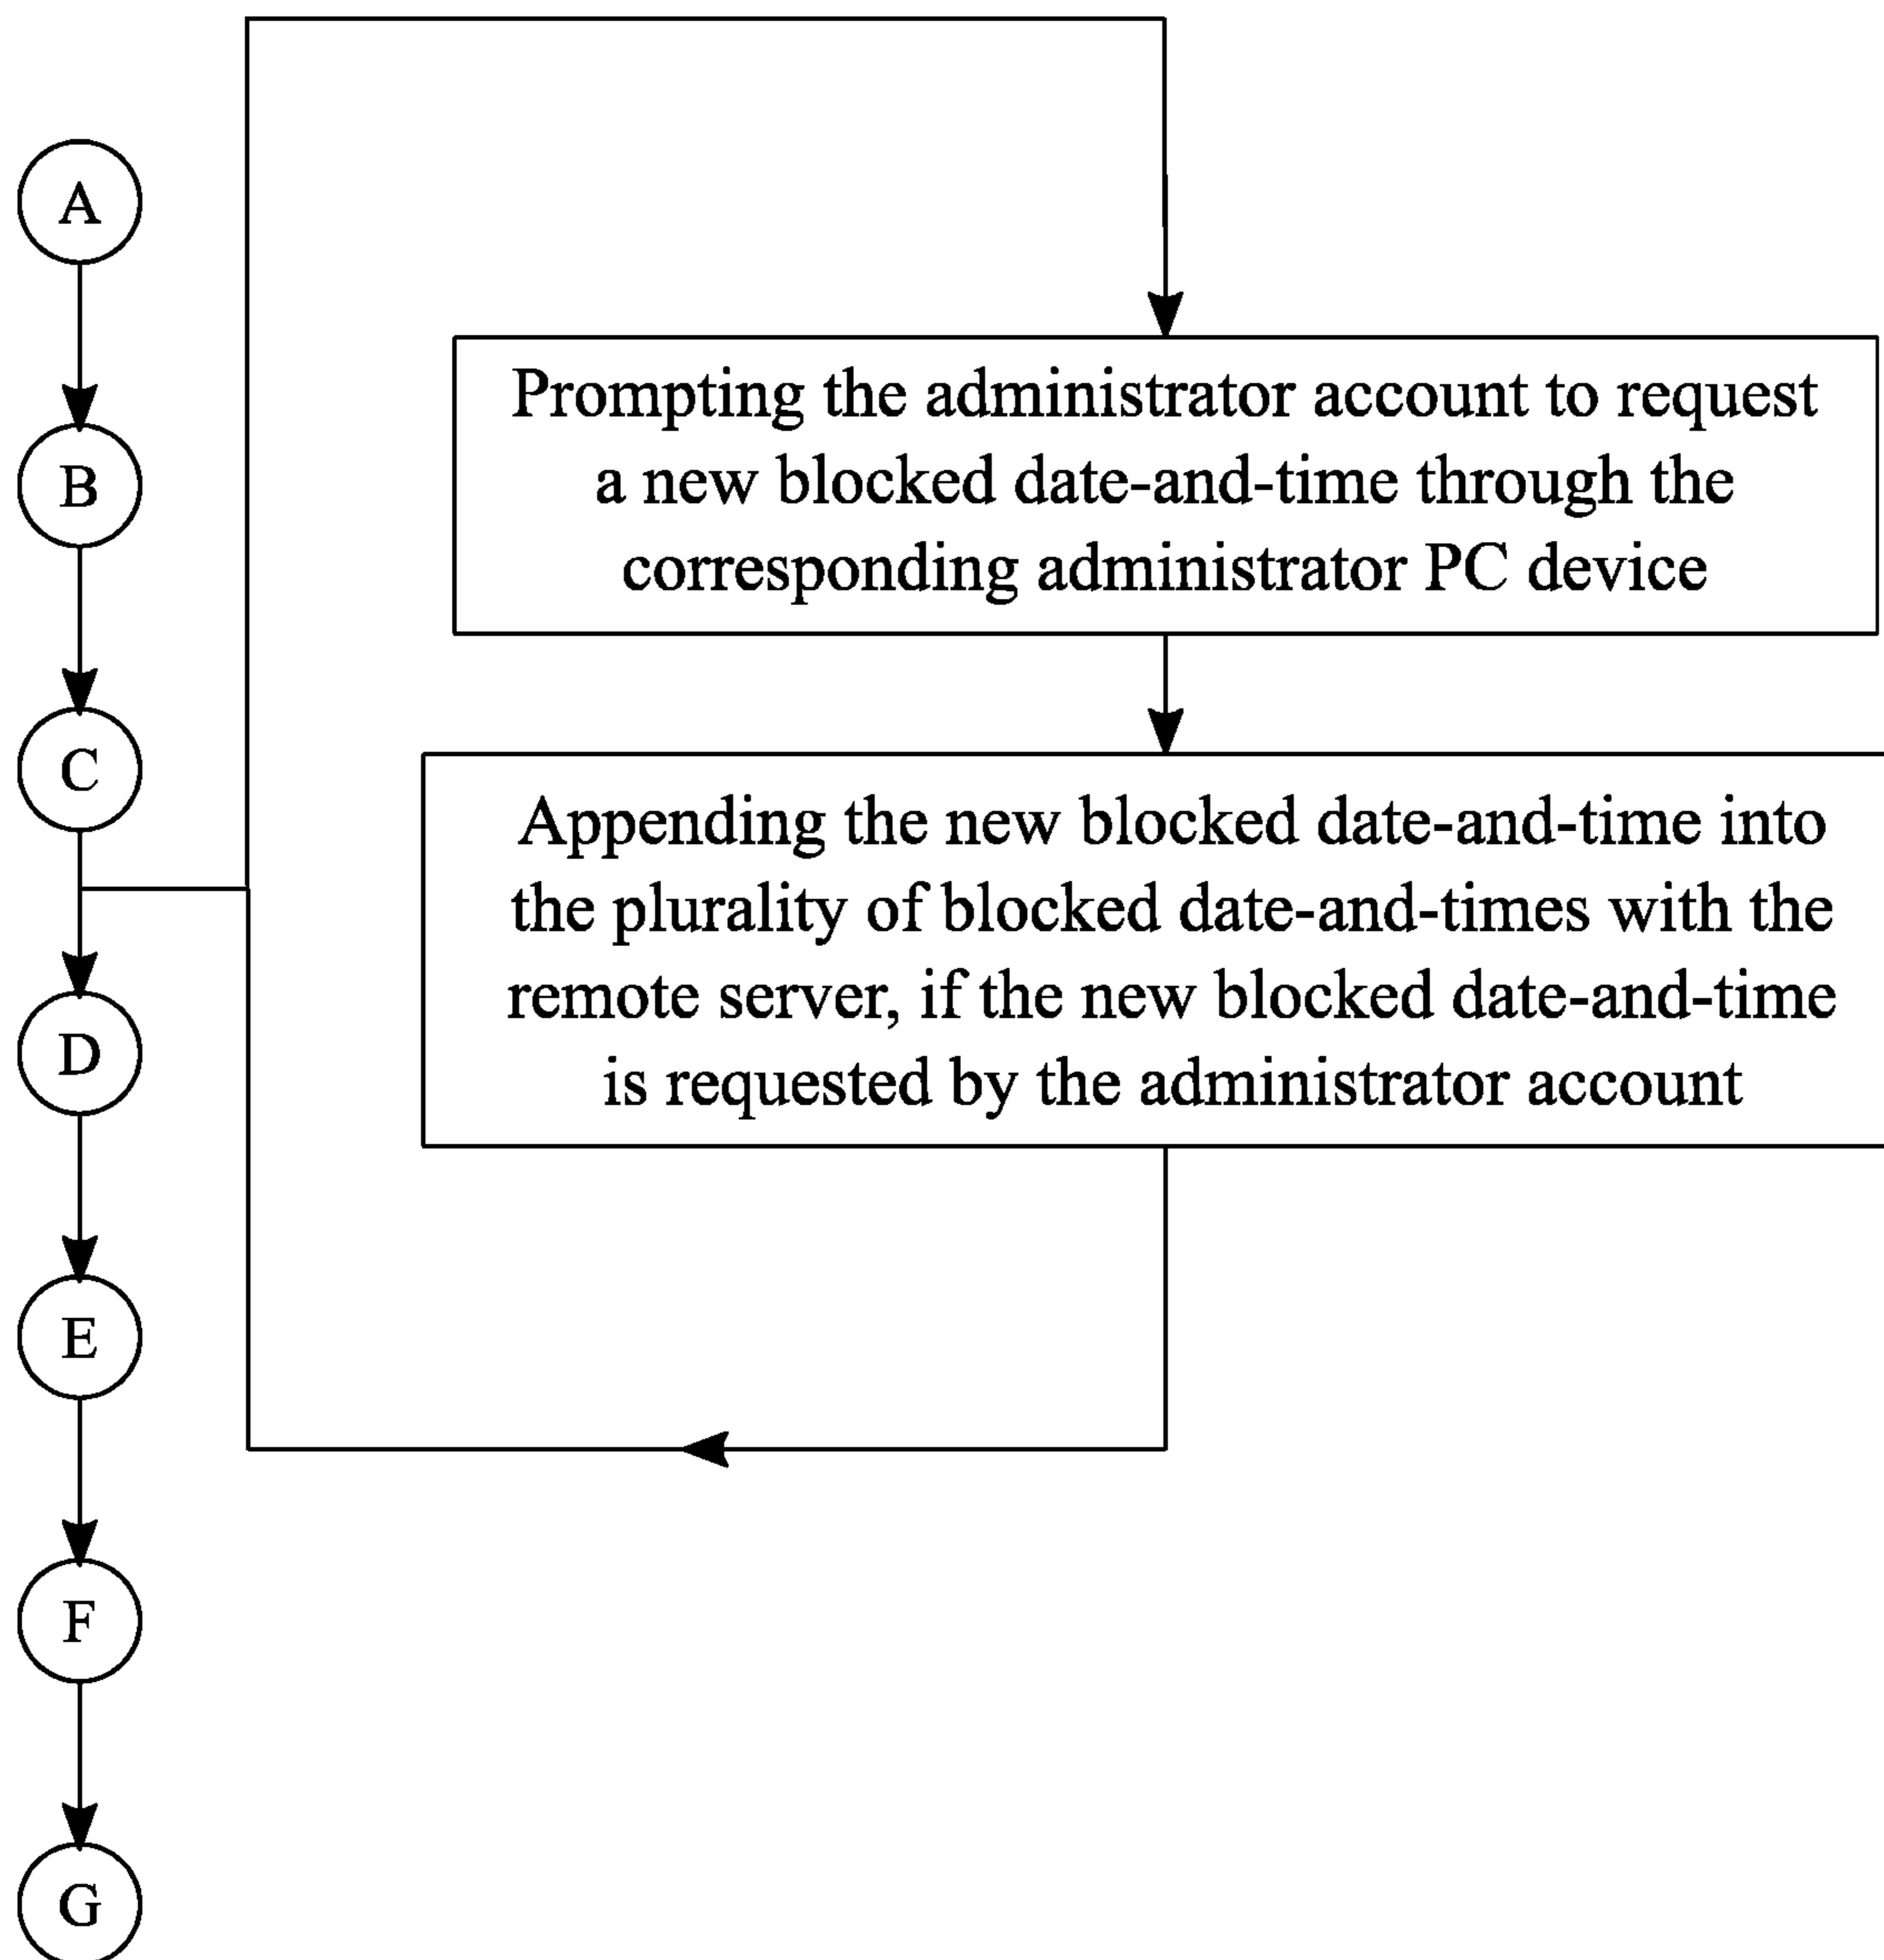 A
B
C
D
E
F
G
Prompting the administrator account to request
a new blocked date-and-time through the
corresponding administrator PC device
Appending the new blocked date-and-time into
the plurality of blocked date-and-times with the
remote server, if the new blocked date-and-time
is requested by the administrator account